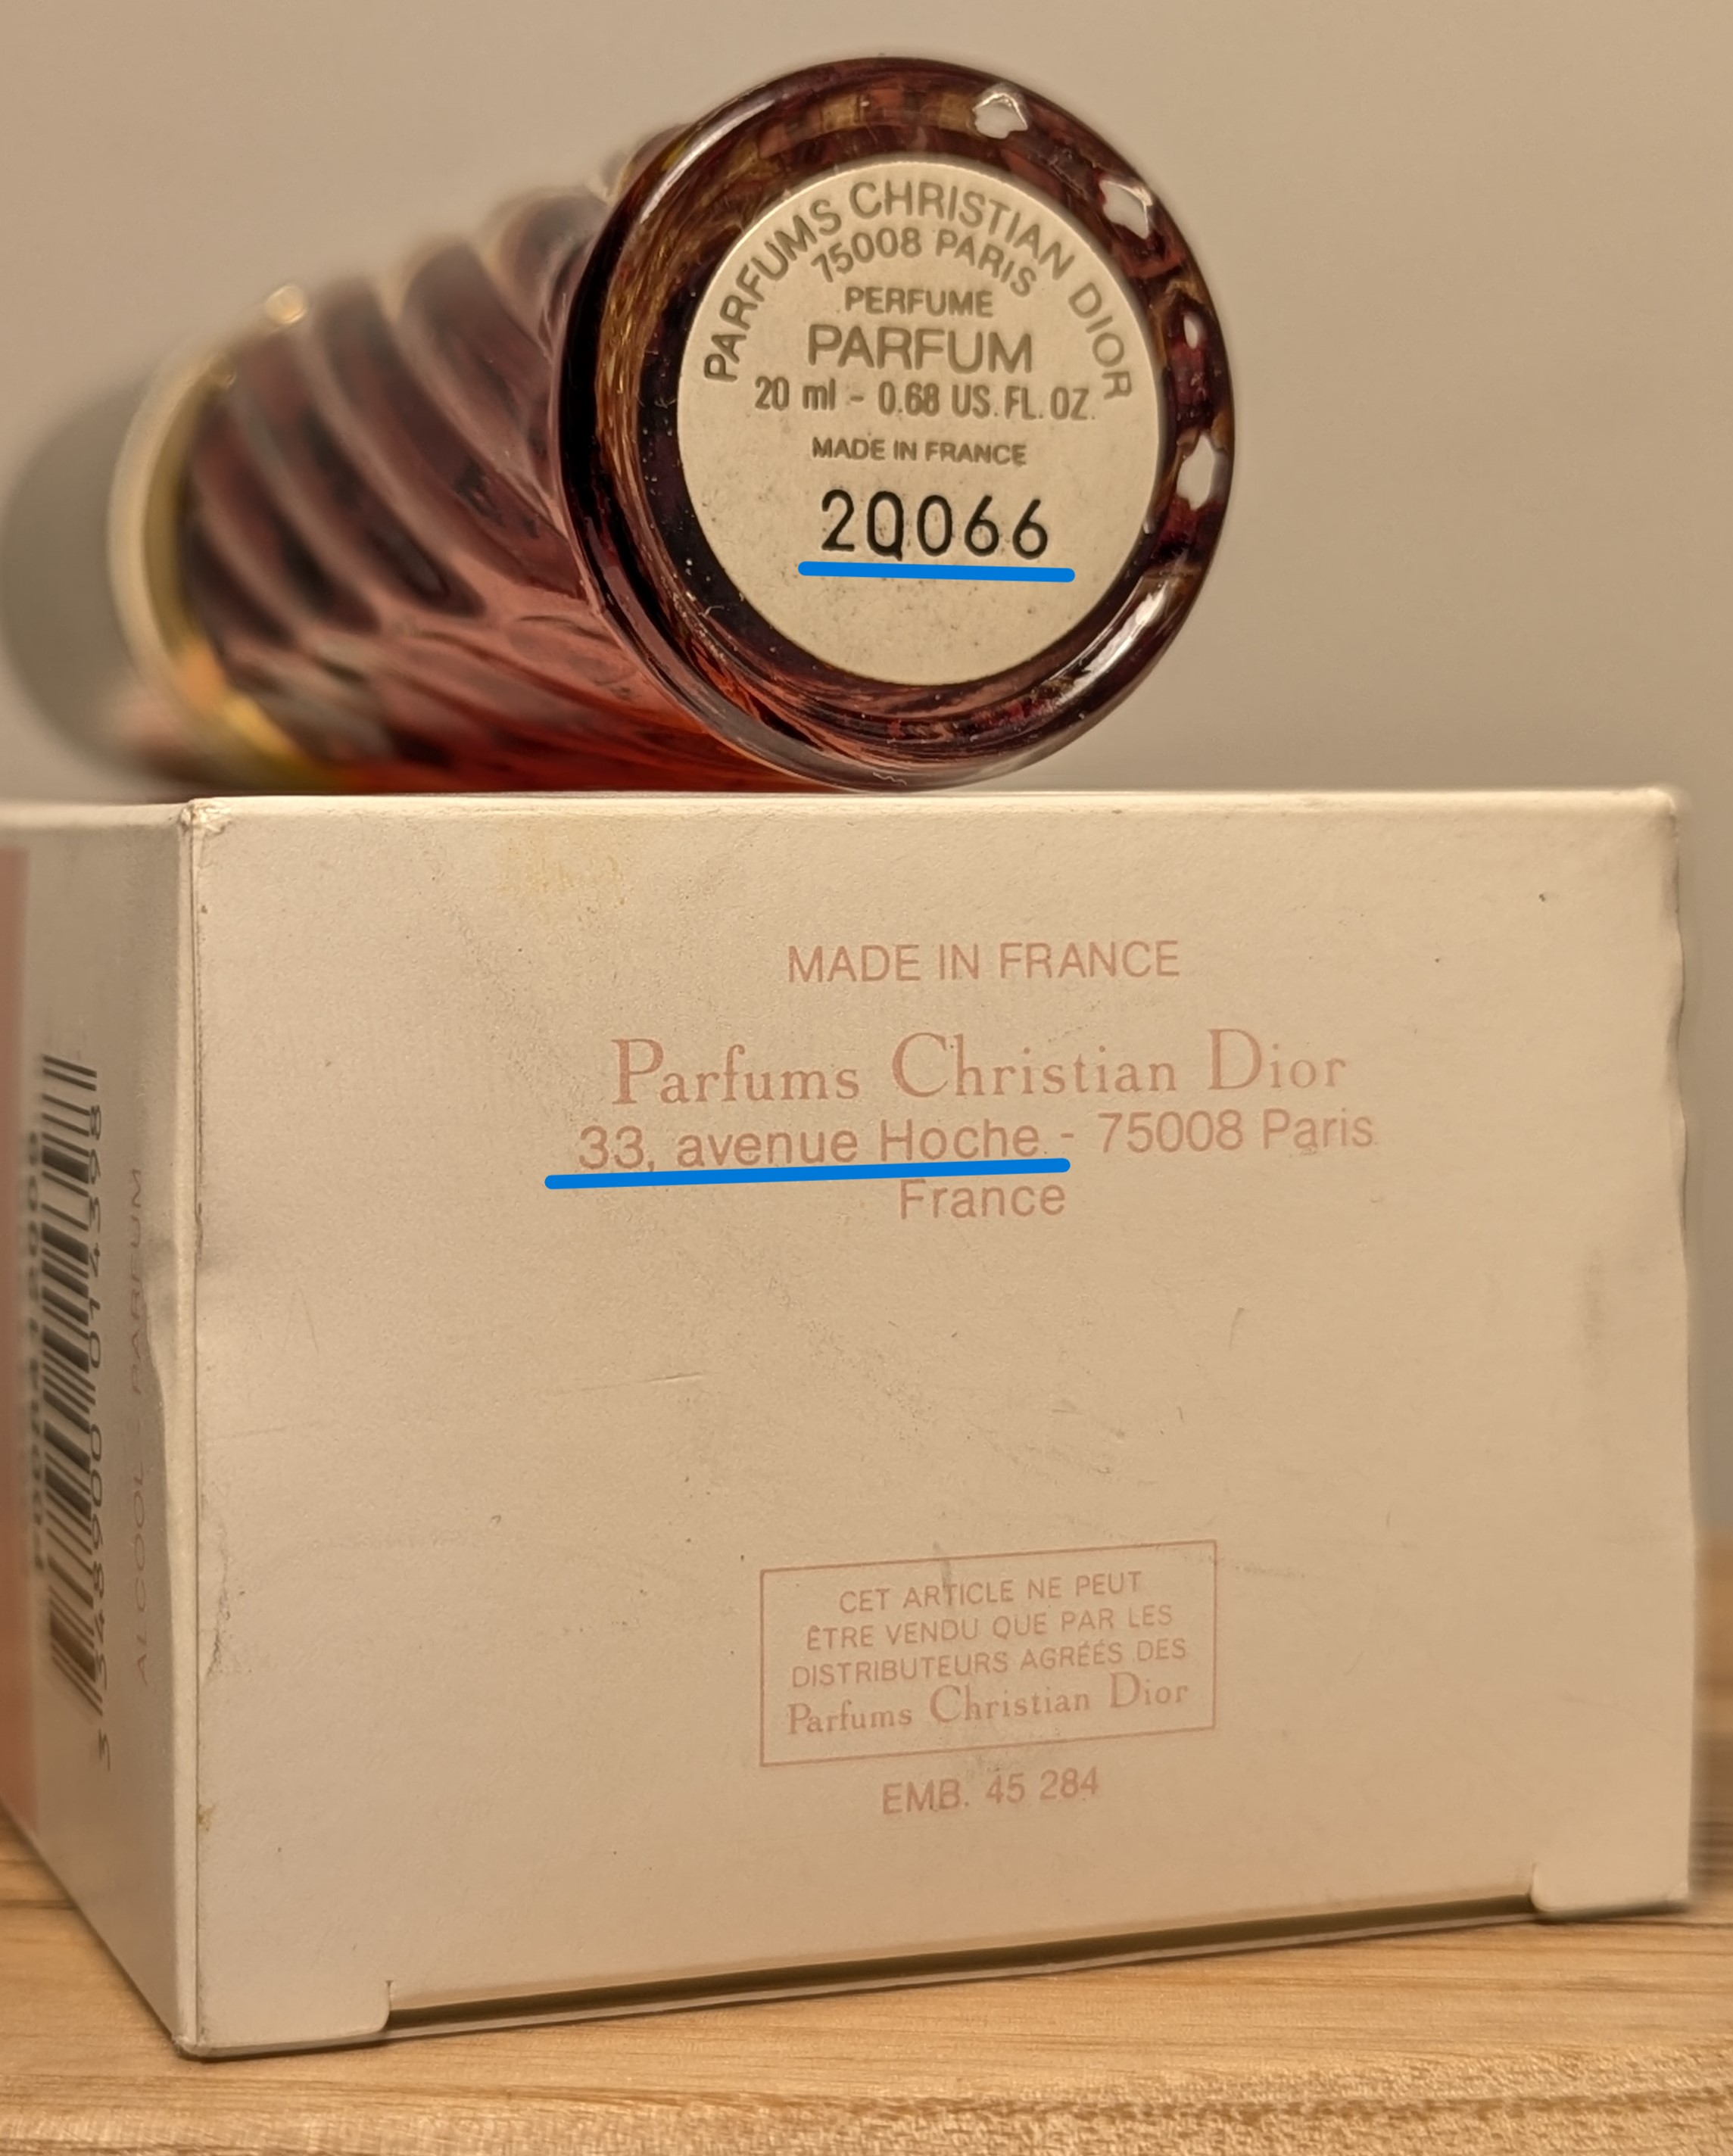 PARFUMS CHRISTIAN DIOR
75008 PARIS
PERFUME
PARFUM
20 ml - 0.68 US.FL.OZ.
MADE IN FRANCE
2Q066
MADE IN FRANCE
Parfums Christian Dior
33, avenue Hoche - 75008 Paris
France
CET ARTICLE NE PEUT
ÊTRE VENDU QUE PAR LES
DISTRIBUTEURS AGRÉÉS DES
Parfums Christian Dior
EMB. 45 284
ALCOOL - PARFUM